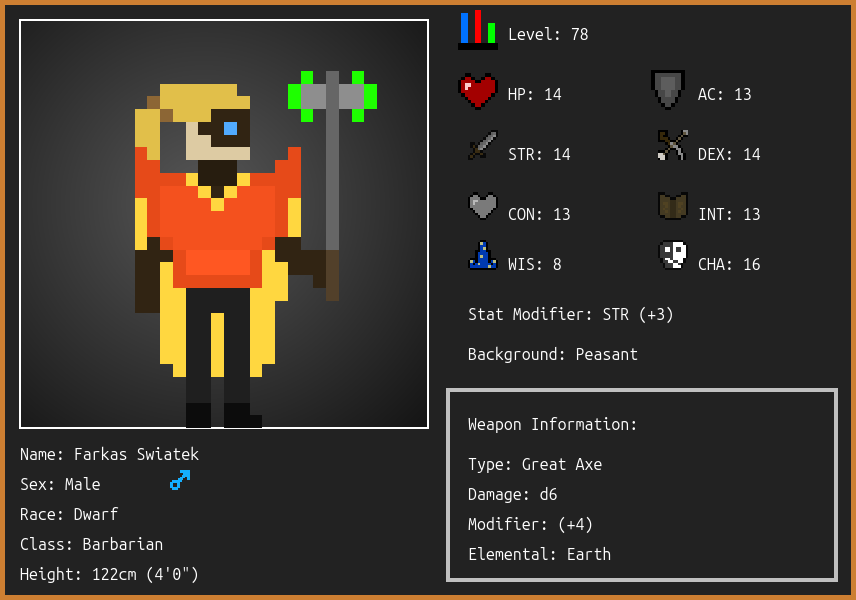 Level: 78
HP: 14
AC: 13
STR: 14
DEX: 14
CON: 13
INT: 13
WIS: 8
CHA: 16
Stat Modifier: STR (+3)
Background: Peasant
Weapon Information:
Type: Great Axe
Damage: d6
Modifier: (+4)
Elemental: Earth
Name: Farkas Swiatek
Sex: Male
Race: Dwarf
Class: Barbarian
Height: 122cm (4'0")